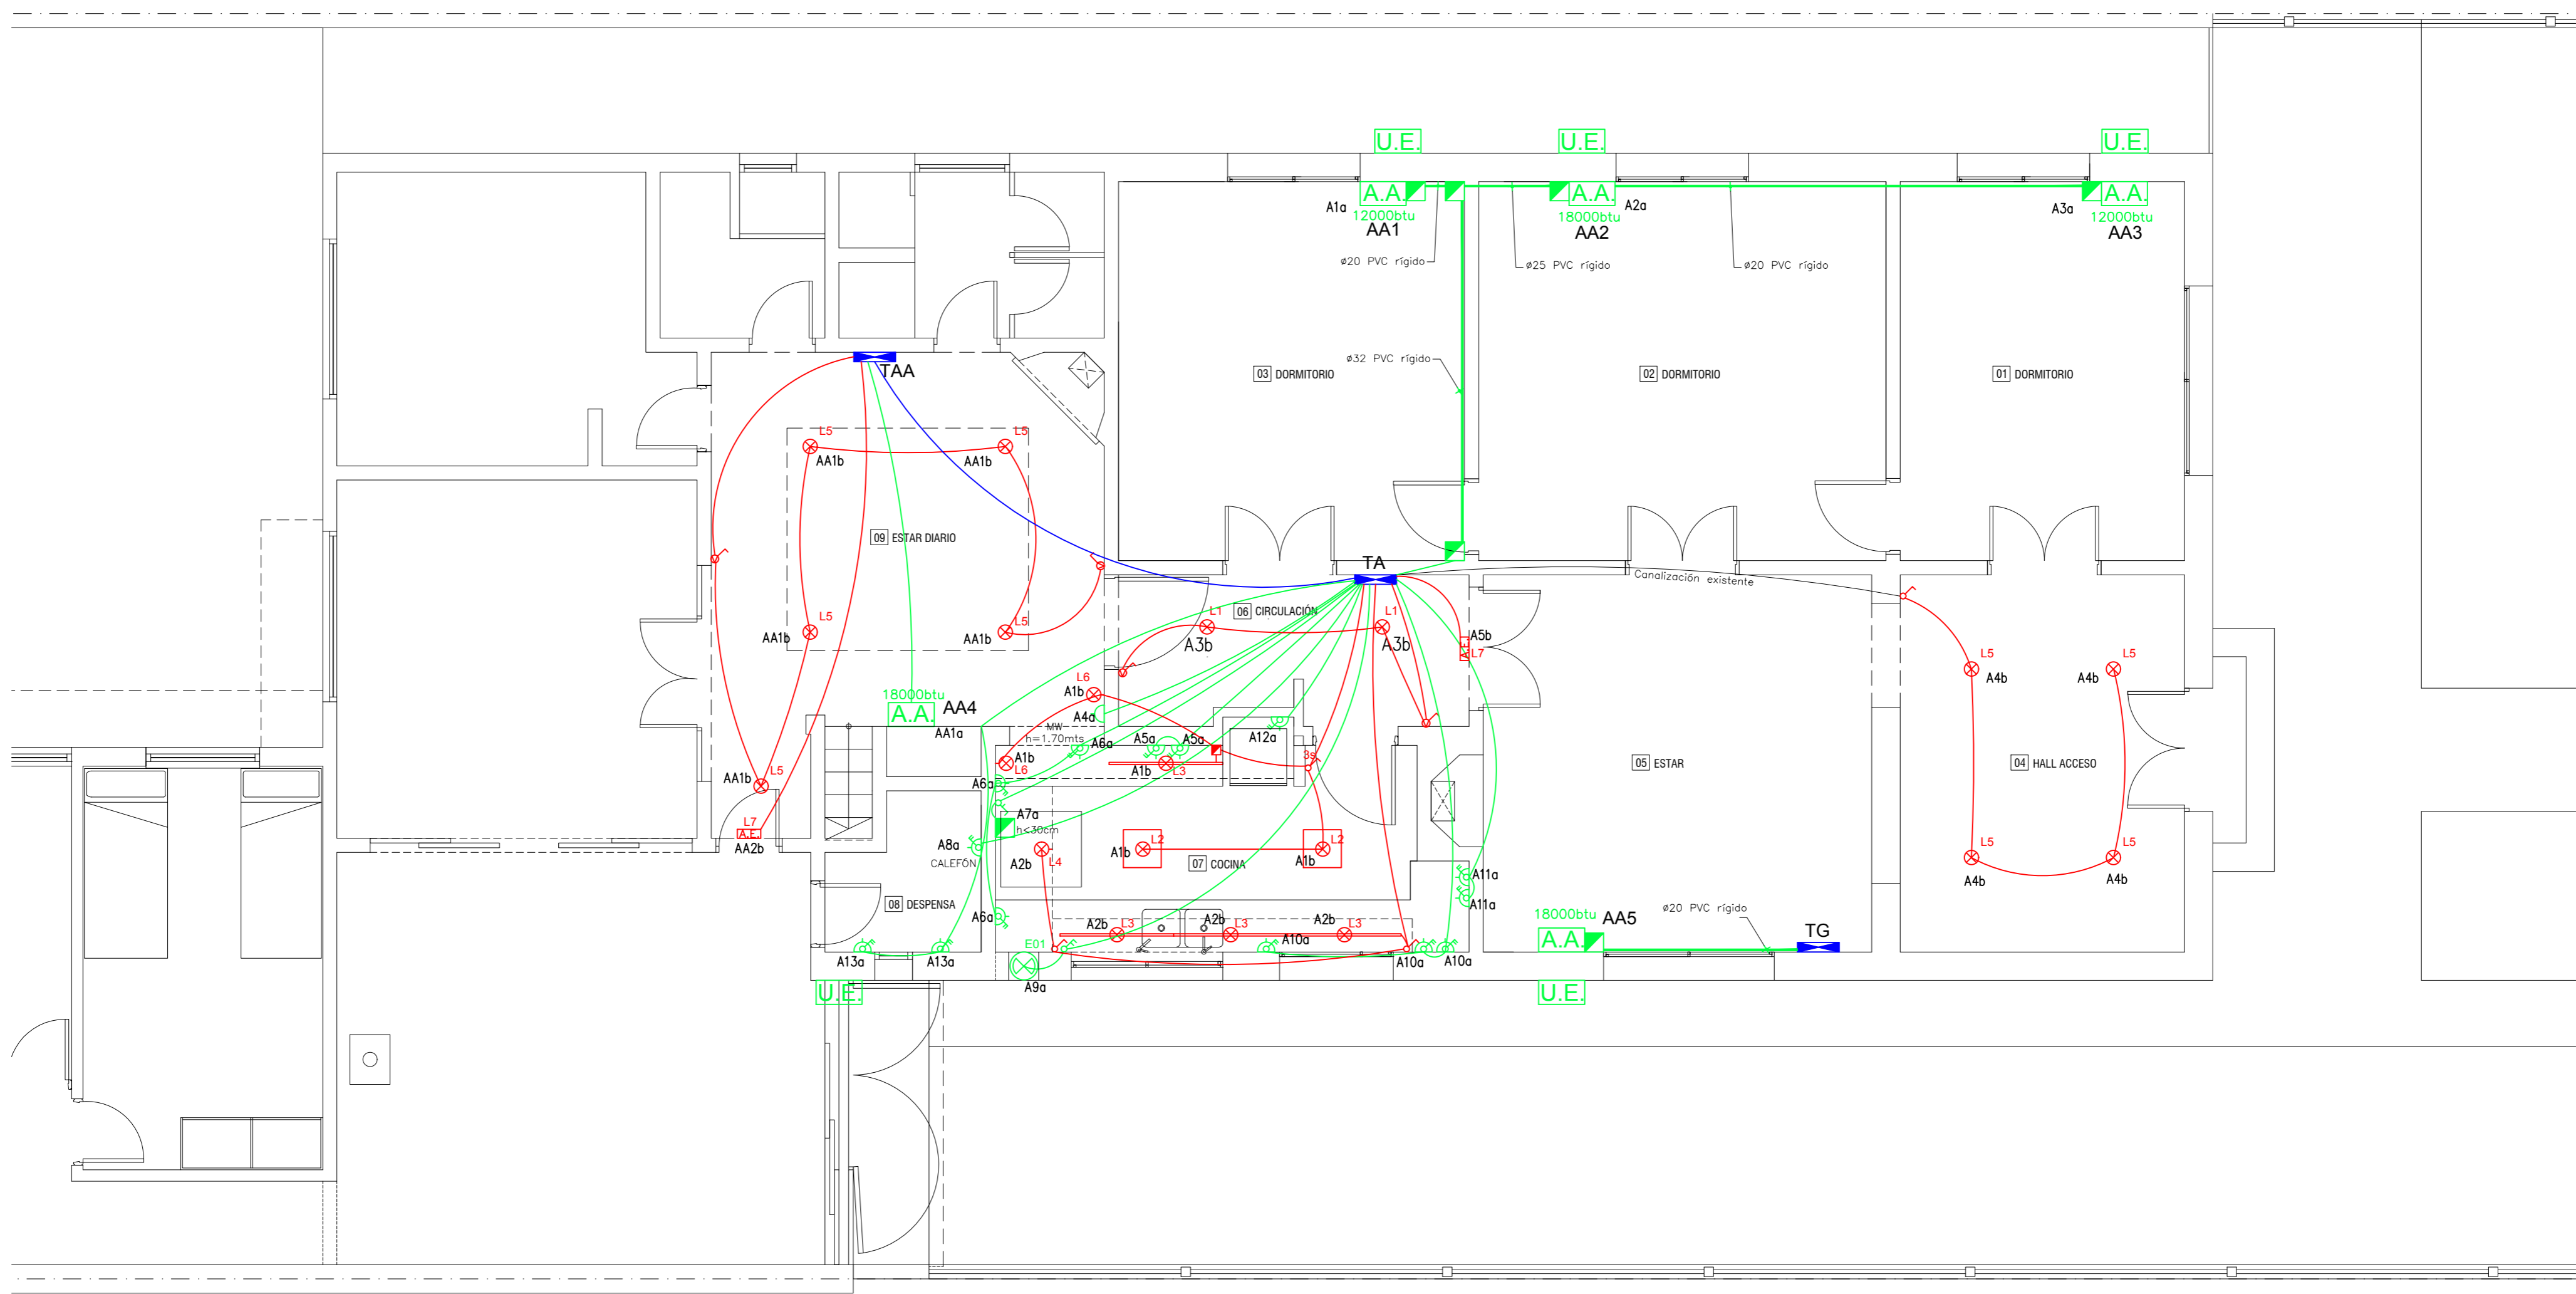 U.E.
U.E.
U.E.
A.A.
A.A.
A.A.
A1a
12000btu
AA1
18000btu
A2a
AA2
A3a
12000btu
AA3
ø20 PVC rígido
ø25 PVC rígido
ø20 PVC rígido
ø32 PVC rígido
TAA
03 DORMITORIO
02 DORMITORIO
01 DORMITORIO
L5
AA1b
L5
AA1b
09 ESTAR DIARIO
TA
Canalización existente
06 CIRCULACIÓN
L5
AA1b
L5
AA1b
L1
A3b
L1
A3b
A5b
A.E.
L7
L5
A4b
L5
A4b
L6
A1b
A4a
18000btu
A.A.
AA4
AA1a
MW
h=1.70mts
A6a
A5a
A5a
A12a
A1b
L6
A1b
L3
3s
L5
AA1b
A6a
05 ESTAR
04 HALL ACCESO
L7
A.E.
AA2b
A7a
h<30cm
A8a
CALEFÓN
L4
A2b
L2
A1b
L2
A1b
07 COCINA
A11a
A11a
L5
A4b
L5
A4b
08 DESPENSA
A6a
A2b
L3
A2b
L3
A2b
L3
18000btu
AA5
ø20 PVC rígido
TG
A.A.
E01
A10a
A10a
A10a
A13a
A13a
A9a
U.E.
U.E.